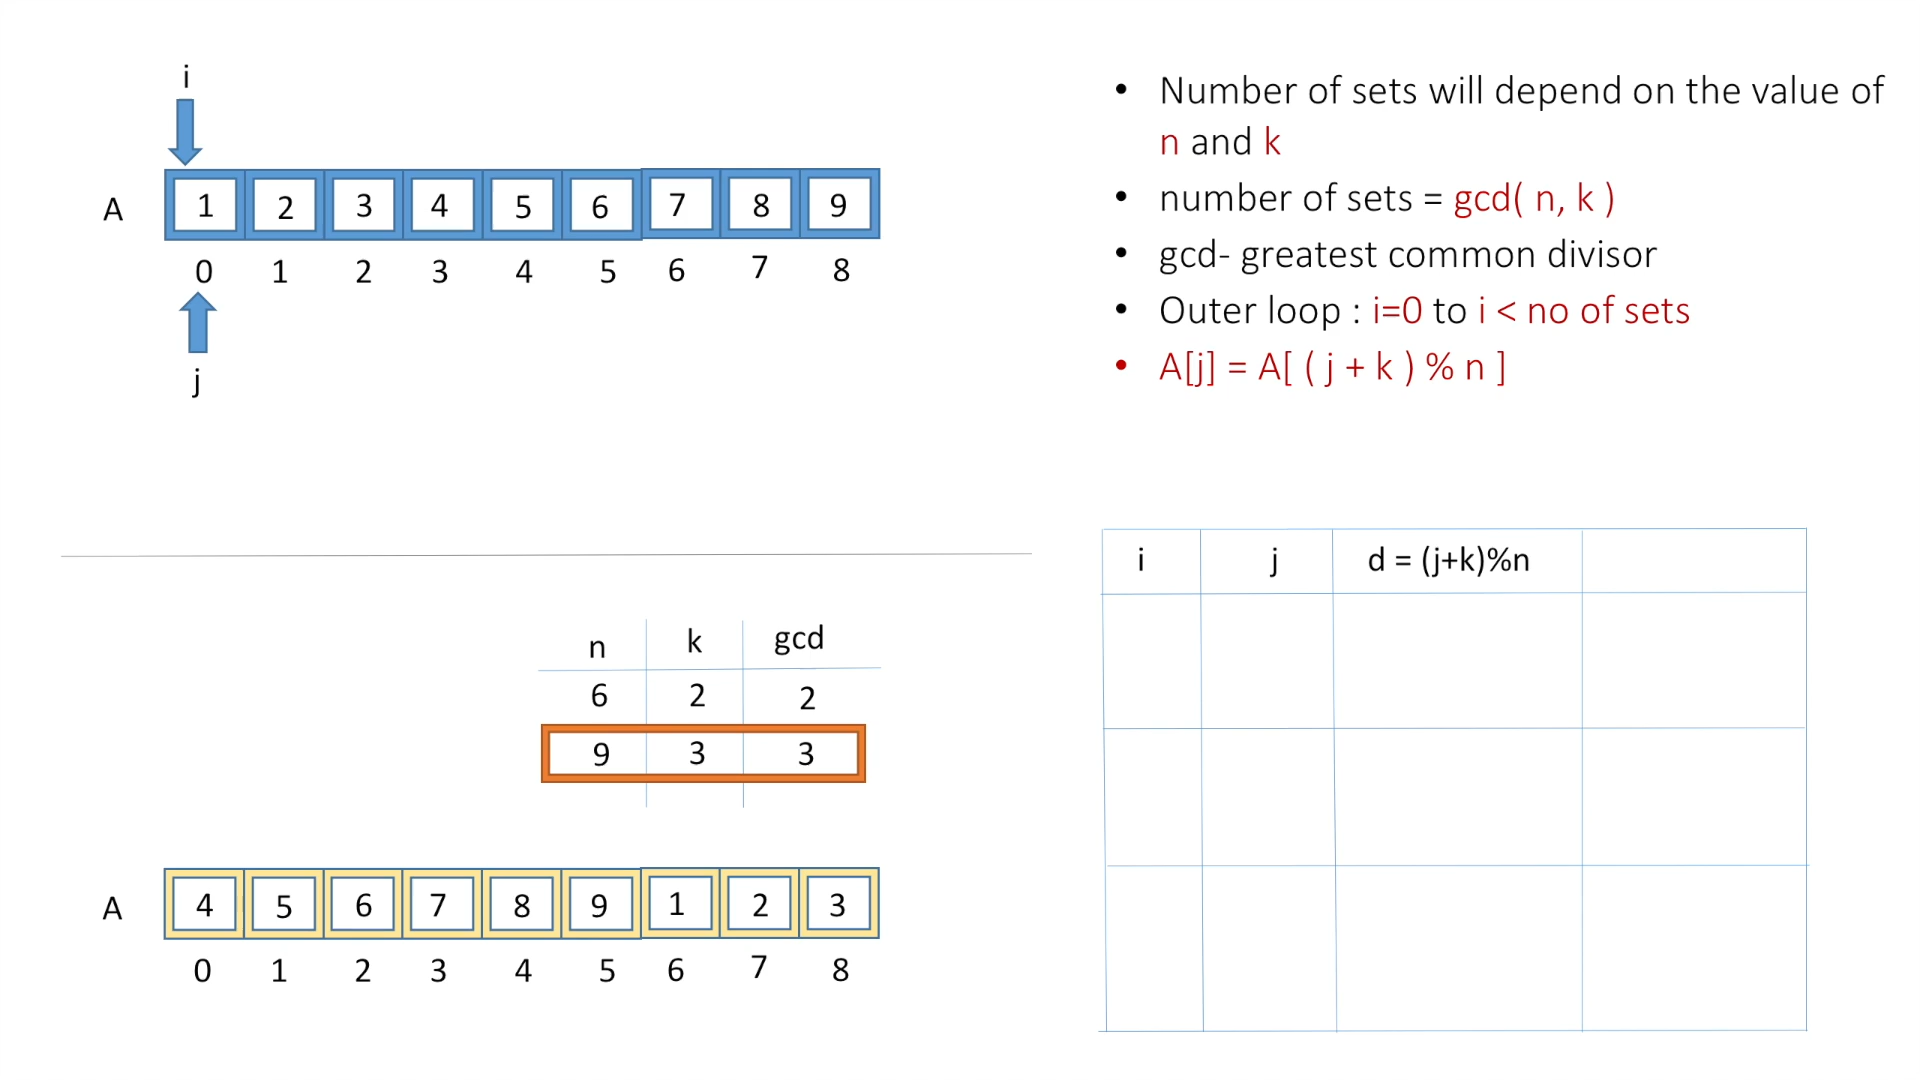 i
A 1 2 3 4 5 6 7 8 9
0 1 2 3 4 5 6 7 8
j
• Number of sets will depend on the value of
n and k
• number of sets = gcd( n, k )
• gcd- greatest common divisor
• Outer loop : i=0 to i < no of sets
• A[j] = A[ ( j + k ) % n ]
n k gcd
6 2 2
9 3 3
A 4 5 6 7 8 9 1 2 3
0 1 2 3 4 5 6 7 8
i j d = (j+k)%n